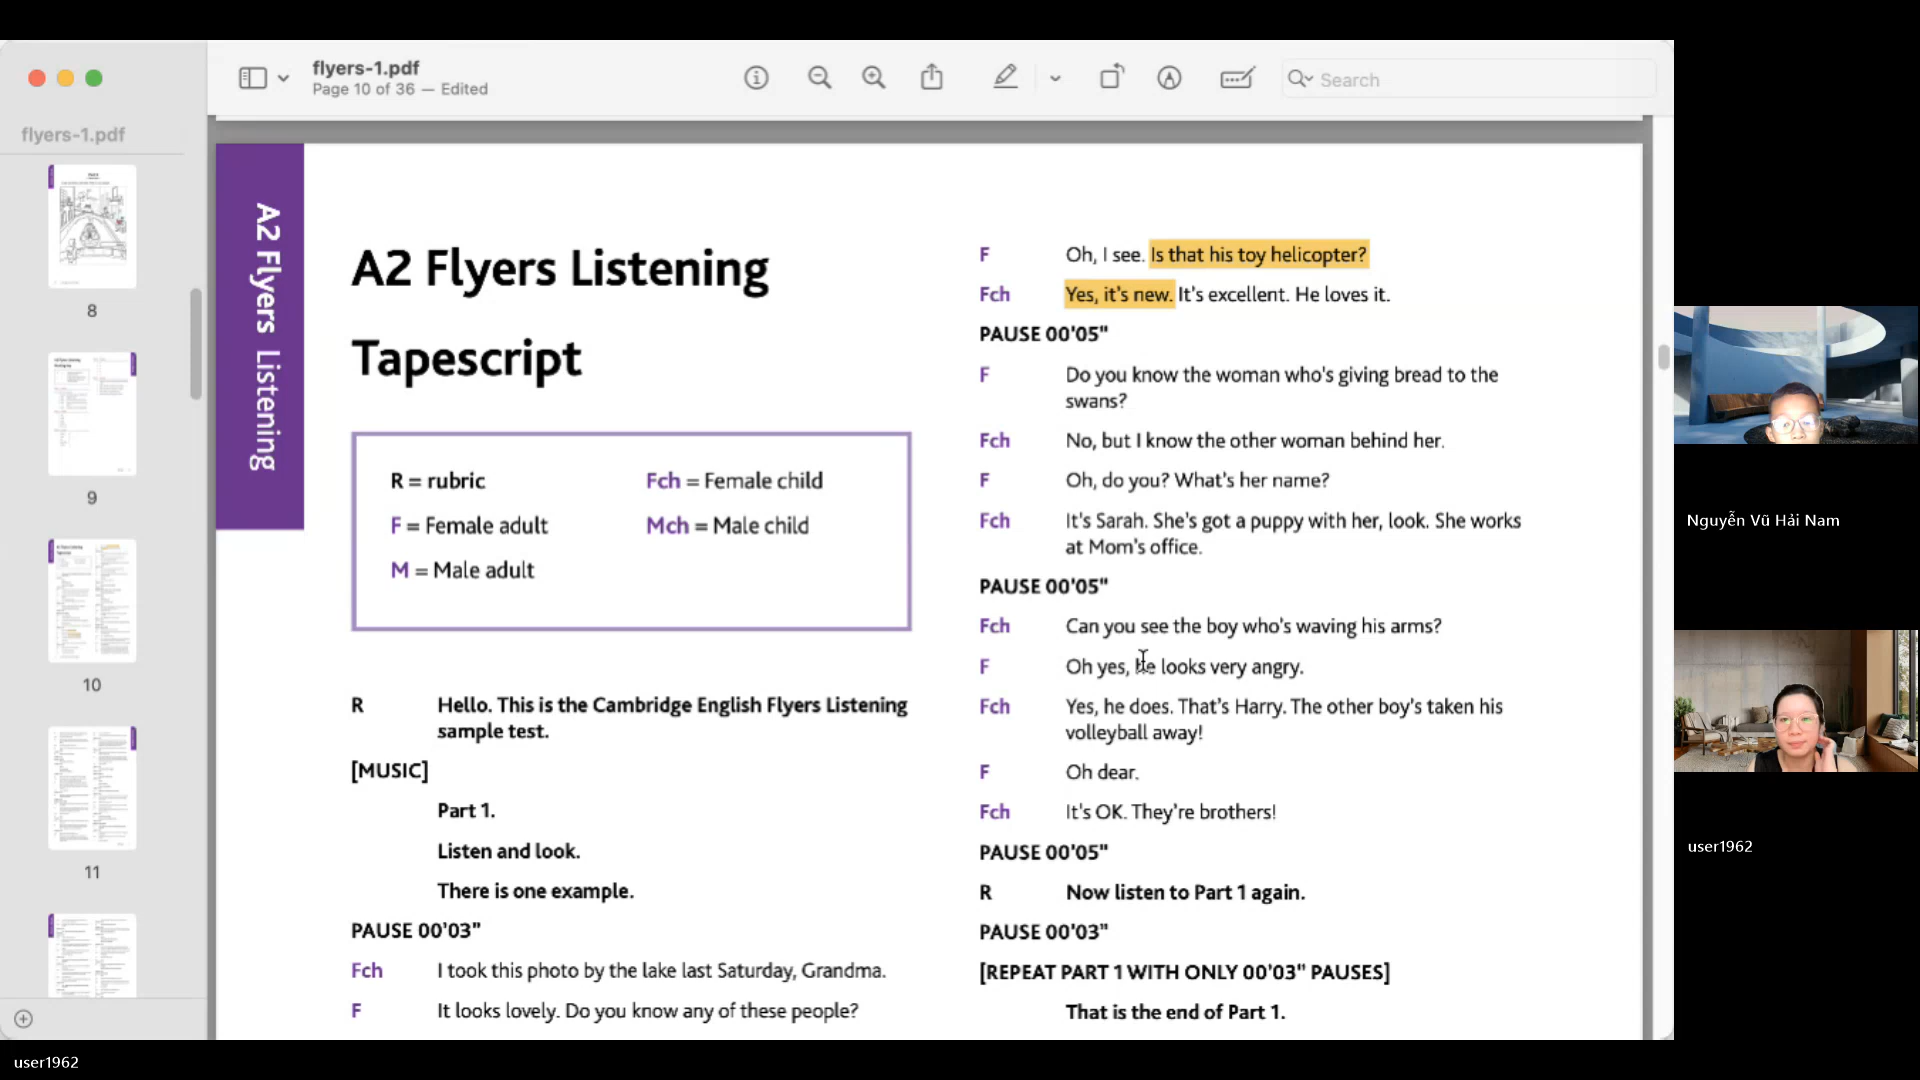 flyers-1.pdf
Page 10 of 36 — Edited
Search
flyers-1.pdf
8
9
10
11
A2 Flyers Listening
A2 Flyers Listening
Tapescript
R = rubric
Fch = Female child
F = Female adult
Mch = Male child
M = Male adult
R Hello. This is the Cambridge English Flyers Listening
sample test.
[MUSIC]
Part 1.
Listen and look.
There is one example.
PAUSE 00'03"
Fch I took this photo by the lake last Saturday, Grandma.
F It looks lovely. Do you know any of these people?
F Oh, I see. Is that his toy helicopter?
Fch Yes, it's new. It's excellent. He loves it.
PAUSE 00'05"
F Do you know the woman who's giving bread to the
swans?
Fch No, but I know the other woman behind her.
F Oh, do you? What's her name?
Fch It's Sarah. She's got a puppy with her, look. She works
at Mom's office.
PAUSE 00'05"
Fch Can you see the boy who's waving his arms?
F Oh yes, he looks very angry.
Fch Yes, he does. That's Harry. The other boy's taken his
volleyball away!
F Oh dear.
Fch It's OK. They're brothers!
PAUSE 00'05"
R Now listen to Part 1 again.
PAUSE 00'03"
[REPEAT PART 1 WITH ONLY 00'03" PAUSES]
That is the end of Part 1.
Nguyễn Vũ Hải Nam
user1962
user1962